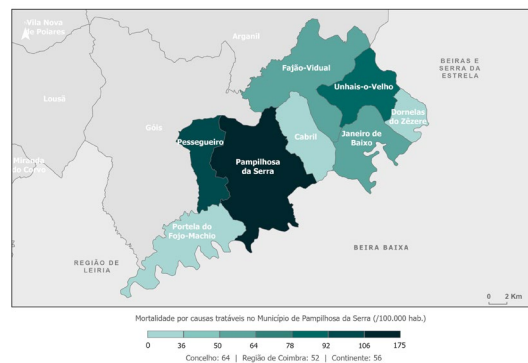 Vila Nova
de Poiares
Arganil
BEIRAS E
SERRA DA
ESTRELA
Fajão-Vidual
Unhais-o-Velho
Lousã
Dornelas
do Zêzere
Góis
Cabril
Janeiro de
Baixo
Pessegueiro
Miranda
do Corvo
Pampilhosa
da Serra
Portela do
Fojo-Machio
BEIRA BAIXA
REGIÃO DE
LEIRIA
0 2 Km
Mortalidade por causas tratáveis no Município de Pampilhosa da Serra (/100.000 hab.)
0 36 50 64 78 92 106 175
Concelho: 64 | Região de Coimbra: 52 | Continente: 56